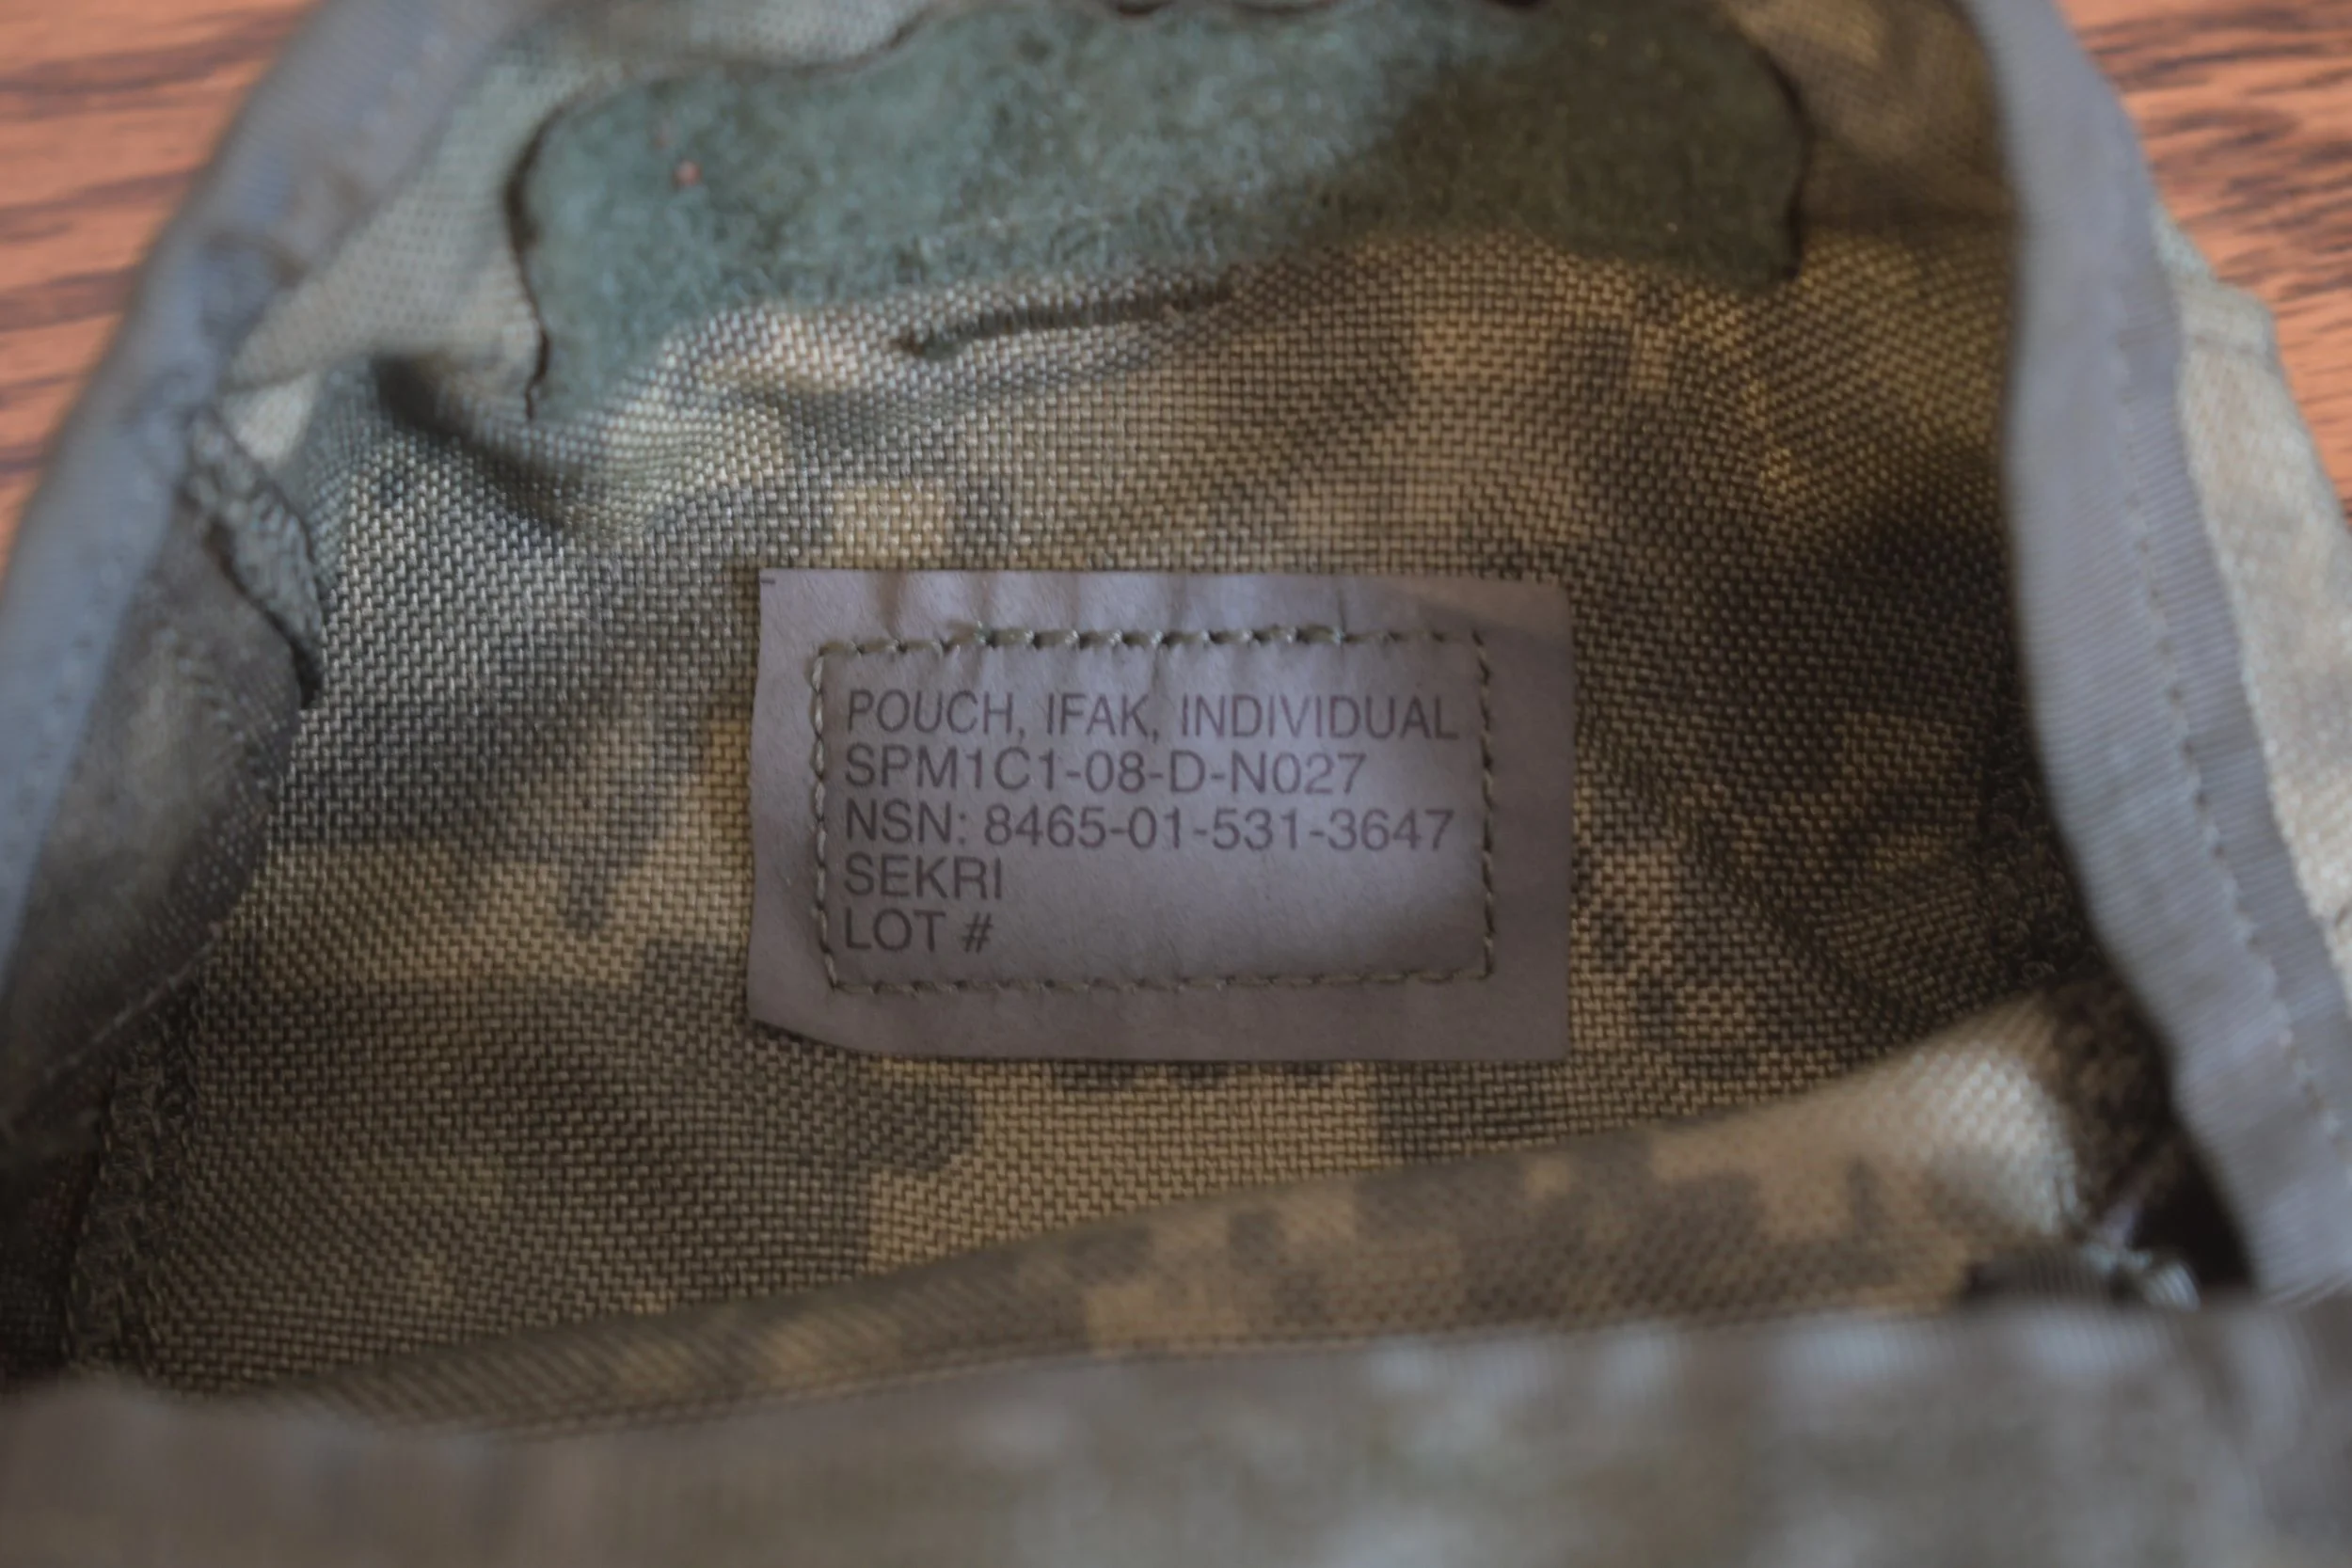 POUCH, IFAK, INDIVIDUAL
SPM1C1-08-D-N027
NSN: 8465-01-531-3647
SEKRI
LOT #